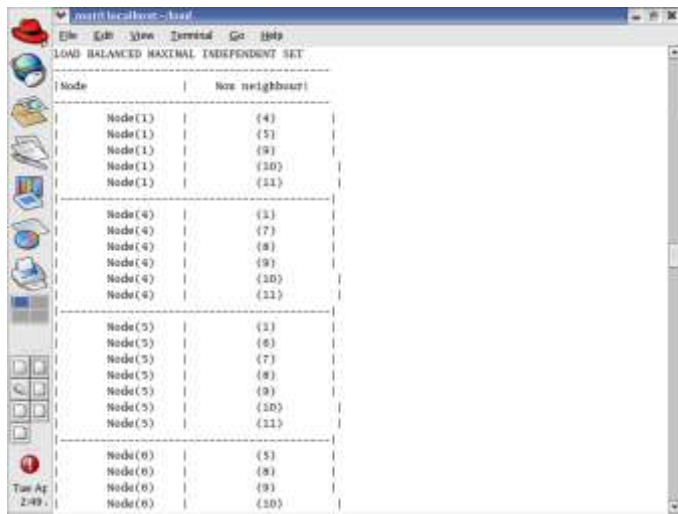 root@localhost:~/load
File Edit View Terminal Go Help
LOAD BALANCED MAXIMAL INDEPENDENT SET
------------------------------------------------
|Node | Non neighbour|
------------------------------------------------
| Node(1) | (4) |
| Node(1) | (5) |
| Node(1) | (9) |
| Node(1) | (10) |
| Node(1) | (11) |
|-----------------------------------------------|
| Node(4) | (1) |
| Node(4) | (7) |
| Node(4) | (8) |
| Node(4) | (9) |
| Node(4) | (10) |
| Node(4) | (11) |
|-----------------------------------------------|
| Node(5) | (1) |
| Node(5) | (6) |
| Node(5) | (7) |
| Node(5) | (8) |
| Node(5) | (9) |
| Node(5) | (10) |
| Node(5) | (11) |
|-----------------------------------------------|
| Node(6) | (5) |
| Node(6) | (8) |
| Node(6) | (9) |
| Node(6) | (10) |
Tue Ap
2:49